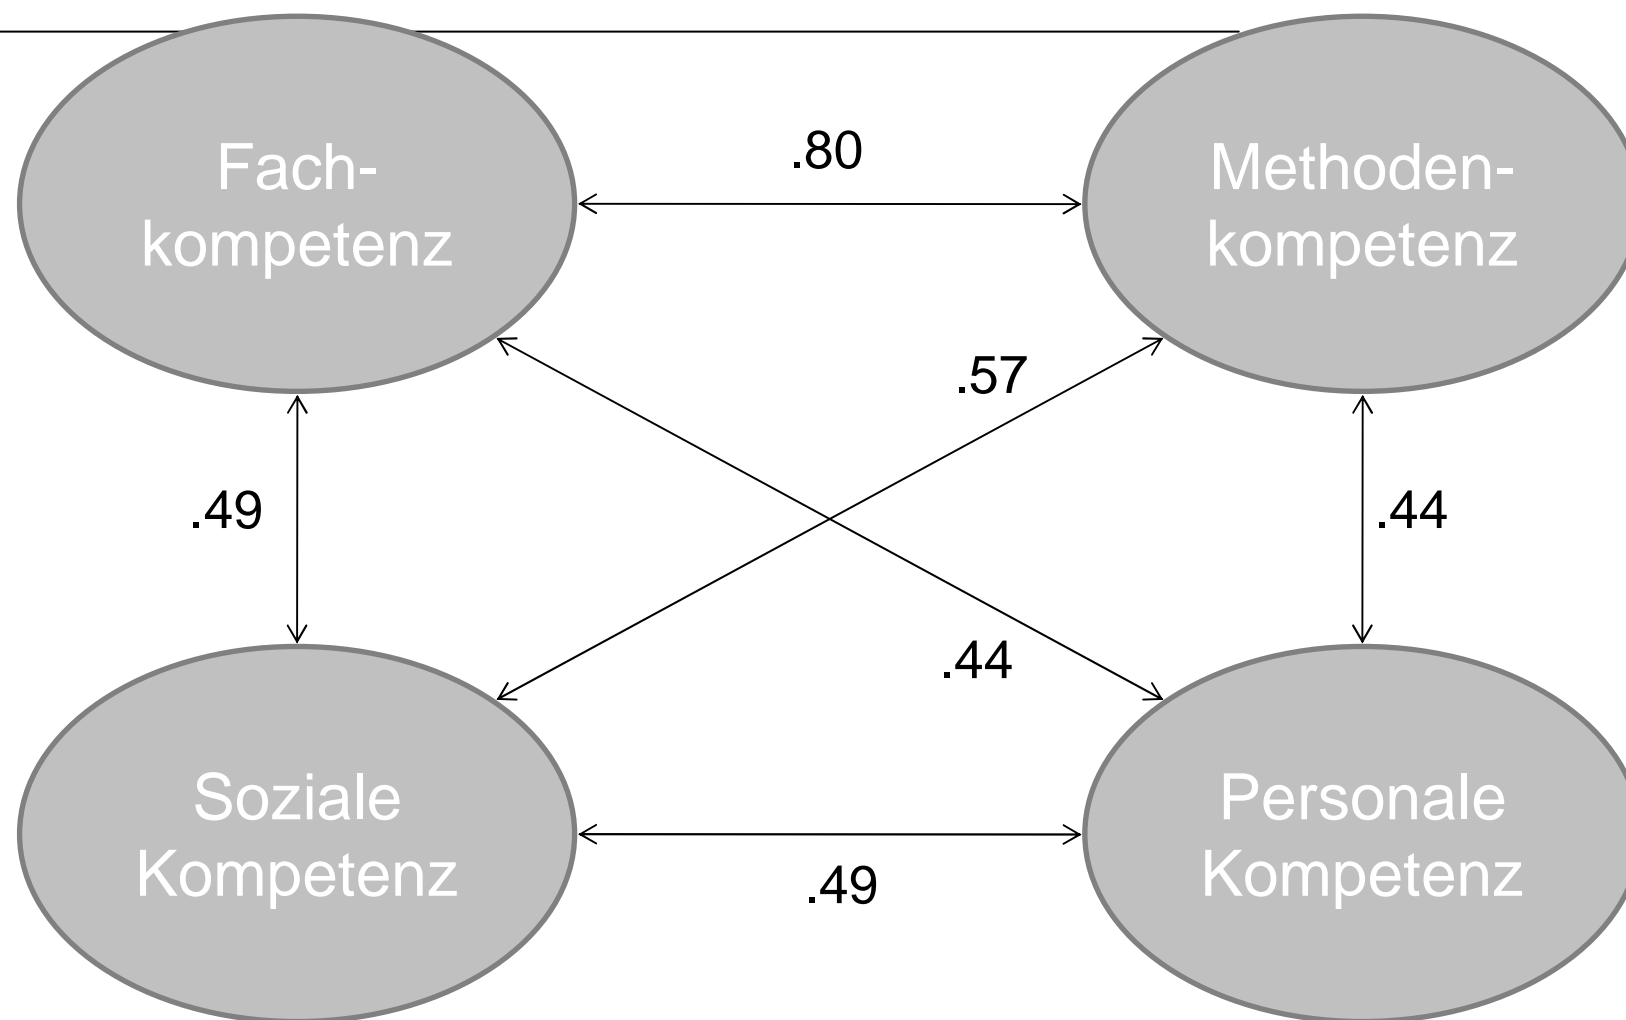 Fach-
kompetenz
.80
Methoden-
kompetenz
.57
.49
.44
.44
Soziale
Kompetenz
.49
Personale
Kompetenz